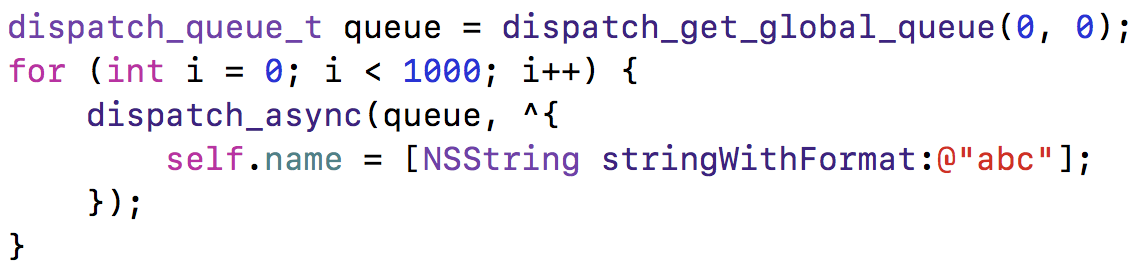 dispatch_queue_t queue = dispatch_get_global_queue(0, 0);
for (int i = 0; i < 1000; i++) {
    dispatch_async(queue, ^{
        self.name = [NSString stringWithFormat:@"abc"];
    });
}